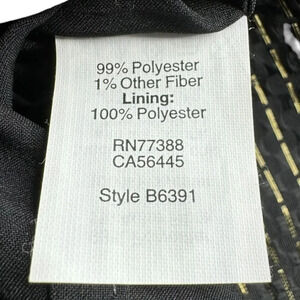 99% Polyester
1% Other Fiber
Lining:
100% Polyester
RN77388
CA56445
Style B6391